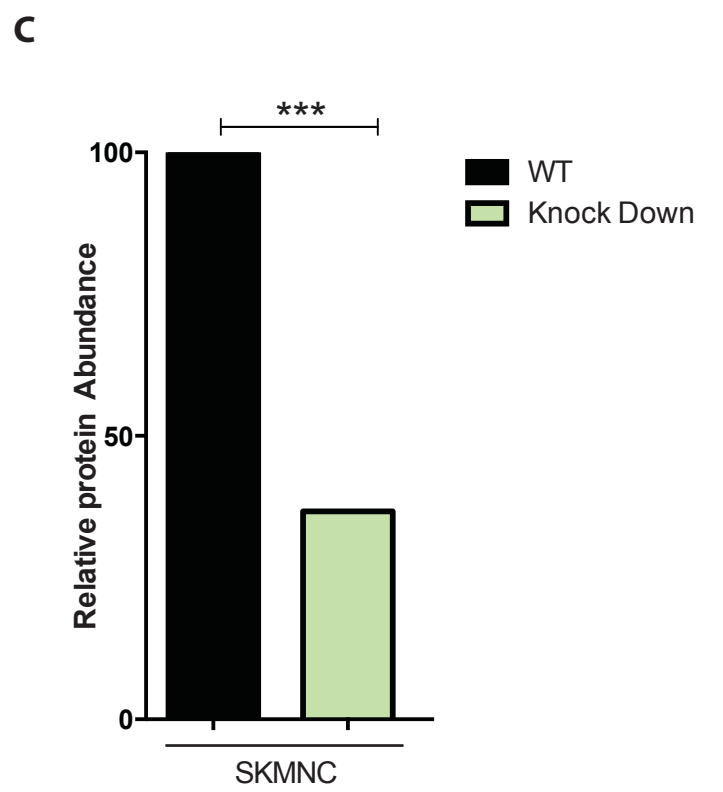 C
***
100
50
0
Relative protein Abundance
WT
Knock Down
SKMNC